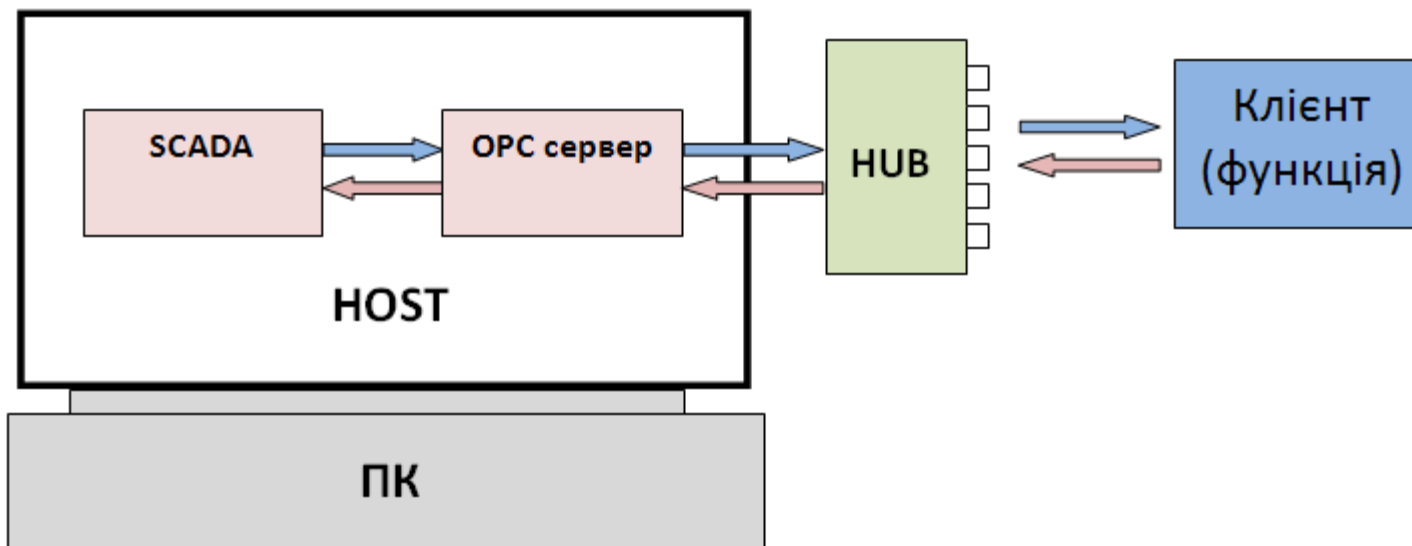 SCADA
OPC сервер
HUB
Клієнт
(функція)
HOST
ПК